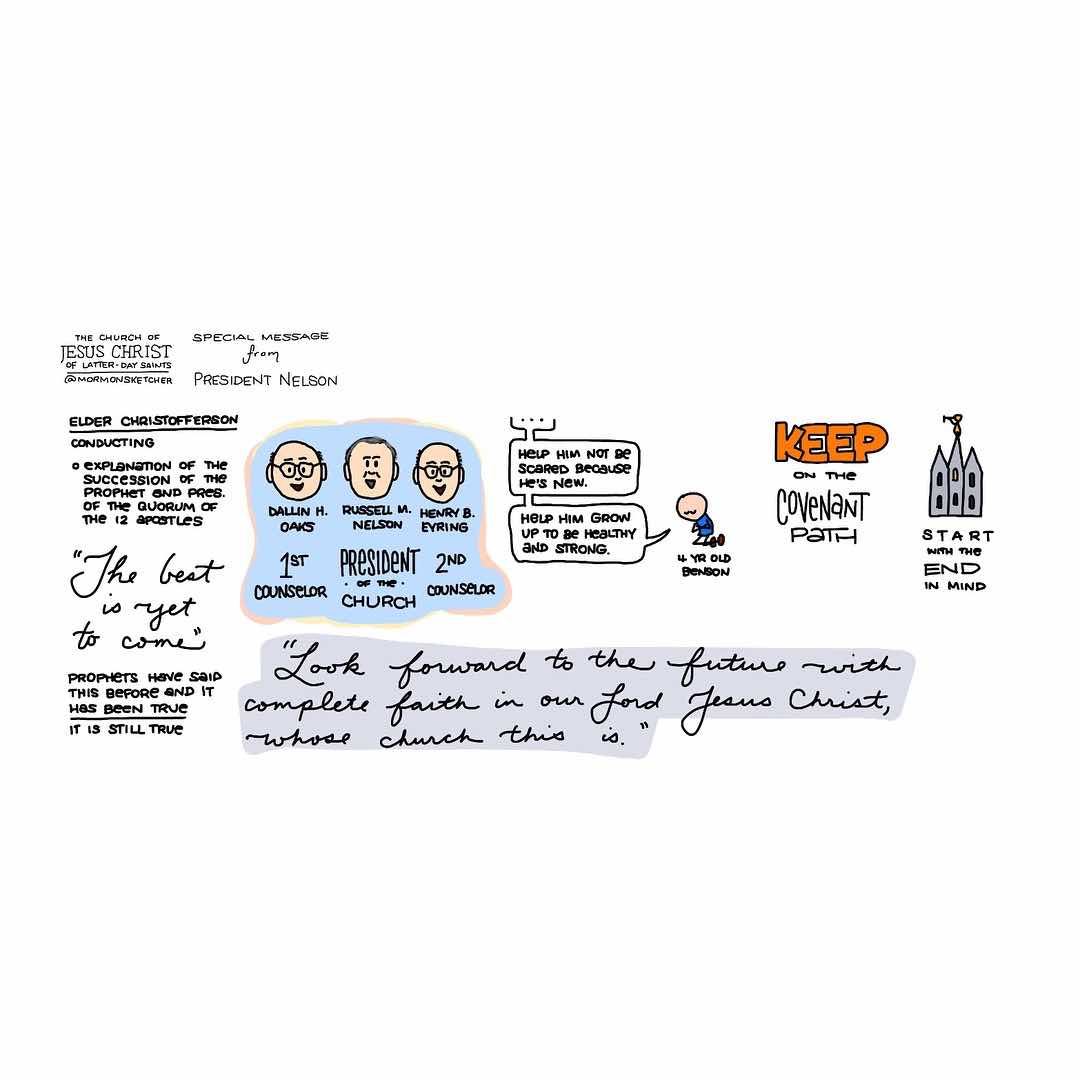 THE CHURCH OF
JESUS CHRIST
OF LATTER-DAY SAINTS
@MORMONSKETCHER
SPECIAL MESSAGE
from
PRESIDENT NELSON
ELDER CHRISTOFFERSON
CONDUCTING
EXPLANATION OF THE
SUCCESSION OF THE
PROPHET AND PRES.
OF THE QUORUM OF
THE 12 APOSTLES
"The best
is yet
to come"
PROPHETS HAVE SAID
THIS BEFORE AND IT
HAS BEEN TRUE
IT IS STILL TRUE
DALLIN H.
OAKS
1ST
COUNSELOR
RUSSELL M.
NELSON
PRESIDENT
OF THE
CHURCH
HENRY B.
EYRING
2ND
COUNSELOR
...
HELP HIM NOT BE
SCARED BECAUSE
HE'S NEW.
HELP HIM GROW
UP TO BE HEALTHY
AND STRONG.
4 YR OLD
BENSON
KEEP
ON THE
COVENANT
PATH
START
WITH THE
END
IN MIND
"Look forward to the future with
complete faith in our Lord Jesus Christ,
whose church this is."